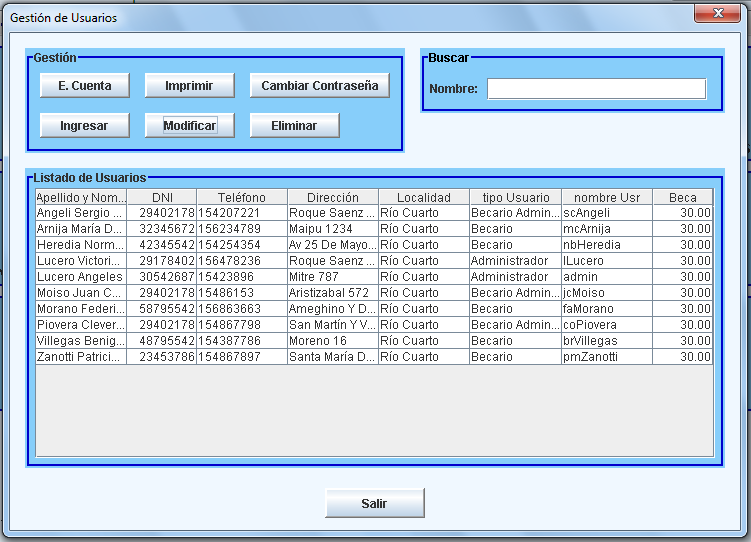 Gestión de Usuarios
Gestión
E. Cuenta Imprimir Cambiar Contraseña
Ingresar Modificar Eliminar
Buscar
Nombre:
Listado de Usuarios
Apellido y Nom... DNI Teléfono Dirección Localidad tipo Usuario nombre Usr Beca
Angeli Sergio ... 29402178 154207221 Roque Saenz ... Río Cuarto Becario Admin... scAngeli 30.00
Arnija María D... 32345672 156234789 Maipu 1234 Río Cuarto Becario mcArnija 30.00
Heredia Norm... 42345542 154254354 Av 25 De Mayo... Río Cuarto Becario nbHeredia 30.00
Lucero Victori... 29178402 156478236 Roque Saenz ... Río Cuarto Administrador lLucero 30.00
Lucero Angeles 30542687 15423896 Mitre 787 Río Cuarto Administrador admin 30.00
Moiso Juan C... 29402178 15486153 Aristizabal 572 Río Cuarto Becario Admin... jcMoiso 30.00
Morano Federi... 58795542 156863663 Ameghino Y D... Río Cuarto Becario faMorano 30.00
Piovera Clever... 29402178 154867798 San Martín Y V... Río Cuarto Becario Admin... coPiovera 30.00
Villegas Benig... 48795542 154387786 Moreno 16 Río Cuarto Becario brVillegas 30.00
Zanotti Patrici... 23453786 154867897 Santa María D... Río Cuarto Becario pmZanotti 30.00
Salir